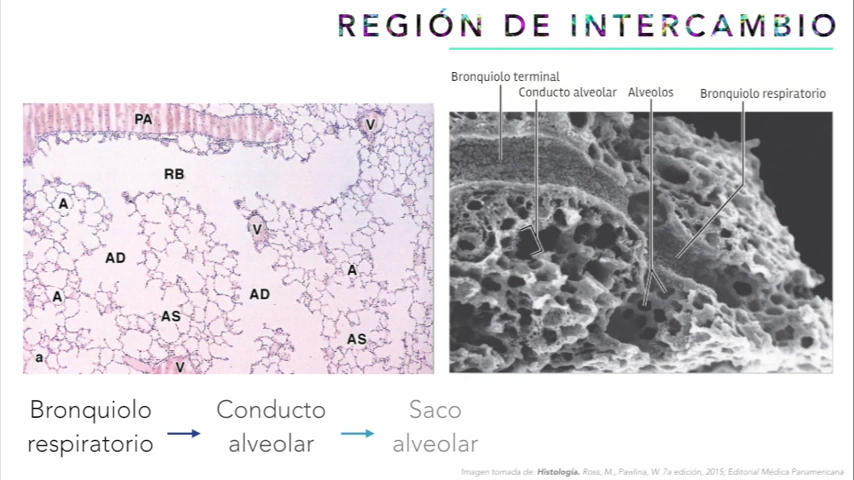 REGIÓN DE INTERCAMBIO
Bronquiolo terminal
Conducto alveolar
Alveolos
Bronquiolo respiratorio
PA
V
RB
A
V
AD
A
A
AD
AS
AS
a
V
Bronquiolo
respiratorio
Conducto
alveolar
Saco
alveolar
Imagen tomada de: Histología. Ross, M., Pawlina, W. 7a edición, 2015; Editorial Médica Panamericana